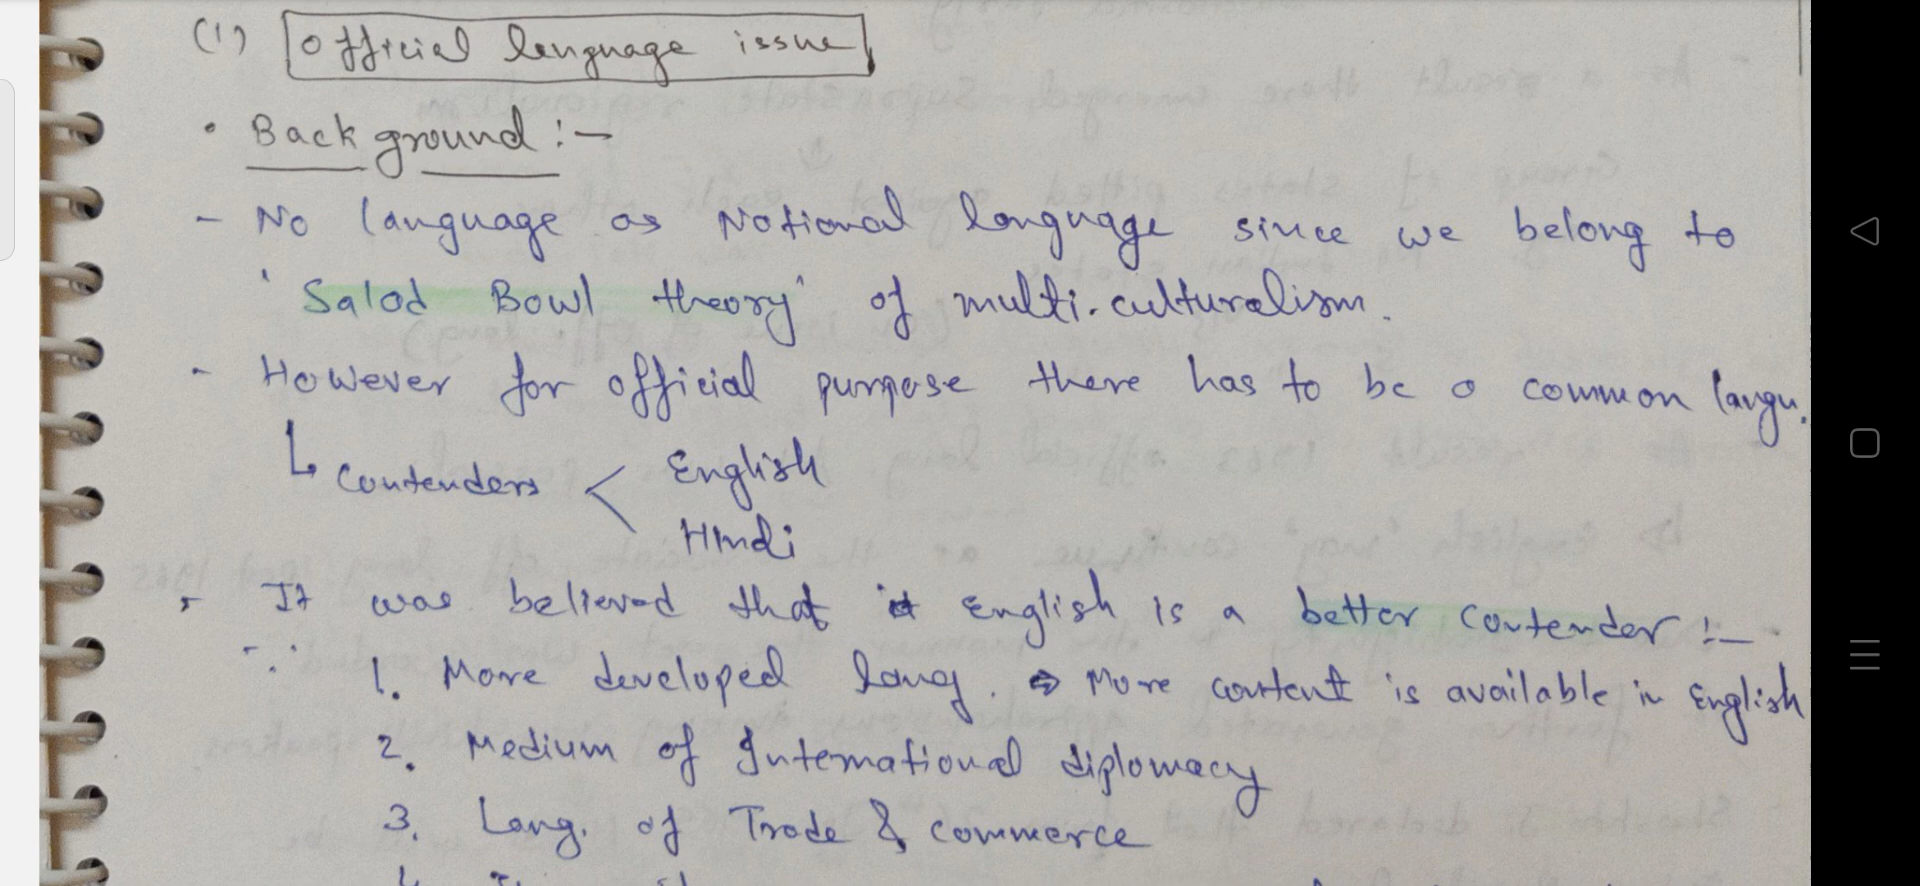 (1) Official language issue
• Background :-
- No language as National language since we belong to
'Salad Bowl theory' of multi-culturalism.
- However for official purpose there has to be a common langu.
↳ Contenders < English
Hindi
- It was believed that English is a better contender :-
∵ 1. More developed lang. ⇒ More content is available in English
2. Medium of International diplomacy
3. Lang. of Trade & commerce